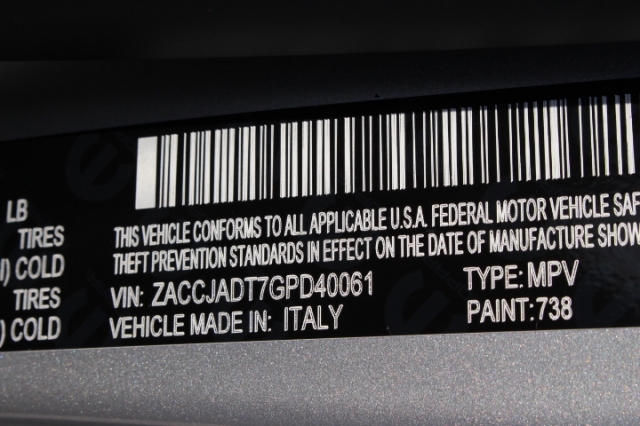 LB
TIRES
) COLD
TIRES
) COLD
THIS VEHICLE CONFORMS TO ALL APPLICABLE U.S.A. FEDERAL MOTOR VEHICLE SAF
THEFT PREVENTION STANDARDS IN EFFECT ON THE DATE OF MANUFACTURE SHOW
VIN: ZACCJADT7GPD40061 TYPE: MPV
VEHICLE MADE IN: ITALY PAINT:738